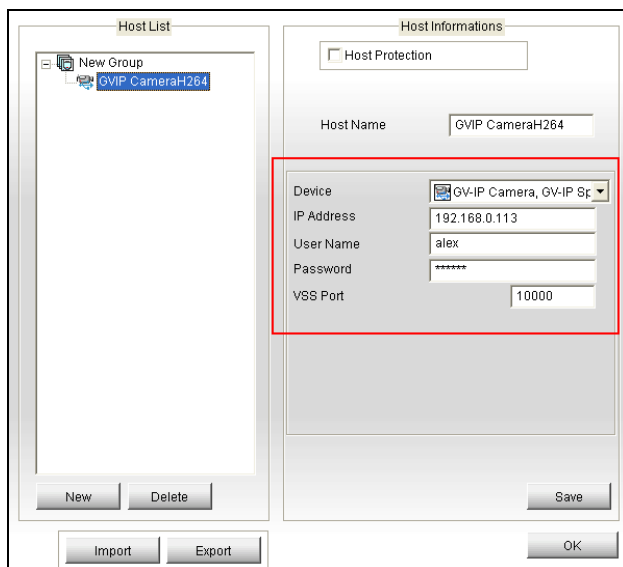 Host List
New Group
GVIP CameraH264
New
Delete
Import
Export
Host Informations
Host Protection
Host Name
GVIP CameraH264
Device
GV-IP Camera, GV-IP Sp
IP Address
192.168.0.113
User Name
alex
Password
******
VSS Port
10000
Save
OK